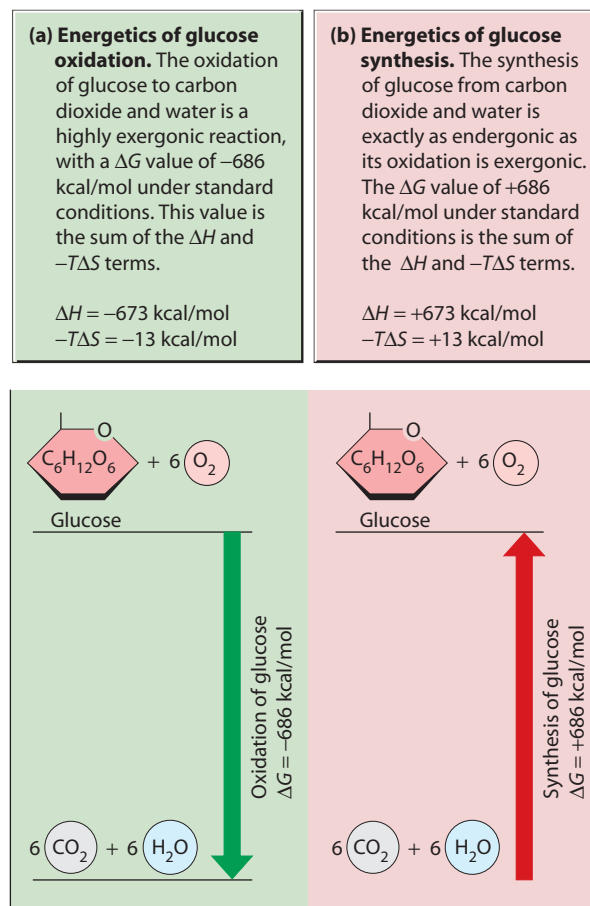 (a) Energetics of glucose
oxidation. The oxidation
of glucose to carbon
dioxide and water is a
highly exergonic reaction,
with a ΔG value of −686
kcal/mol under standard
conditions. This value is
the sum of the ΔH and
−TΔS terms.
ΔH = −673 kcal/mol
−TΔS = −13 kcal/mol
(b) Energetics of glucose
synthesis. The synthesis
of glucose from carbon
dioxide and water is
exactly as endergonic as
its oxidation is exergonic.
The ΔG value of +686
kcal/mol under standard
conditions is the sum of
the ΔH and −TΔS terms.
ΔH = +673 kcal/mol
−TΔS = +13 kcal/mol
O
C₆H₁₂O₆ + 6 O₂
Glucose
Oxidation of glucose
ΔG = −686 kcal/mol
6 CO₂ + 6 H₂O
O
C₆H₁₂O₆ + 6 O₂
Glucose
Synthesis of glucose
ΔG = +686 kcal/mol
6 CO₂ + 6 H₂O